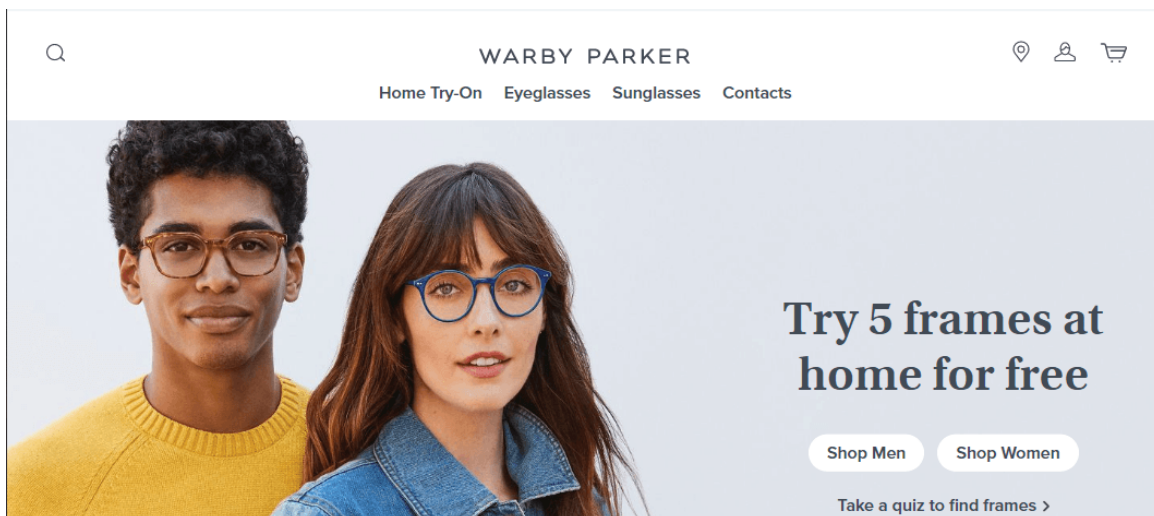 WARBY PARKER
Home Try-On Eyeglasses Sunglasses Contacts
Try 5 frames at
home for free
Shop Men Shop Women
Take a quiz to find frames >